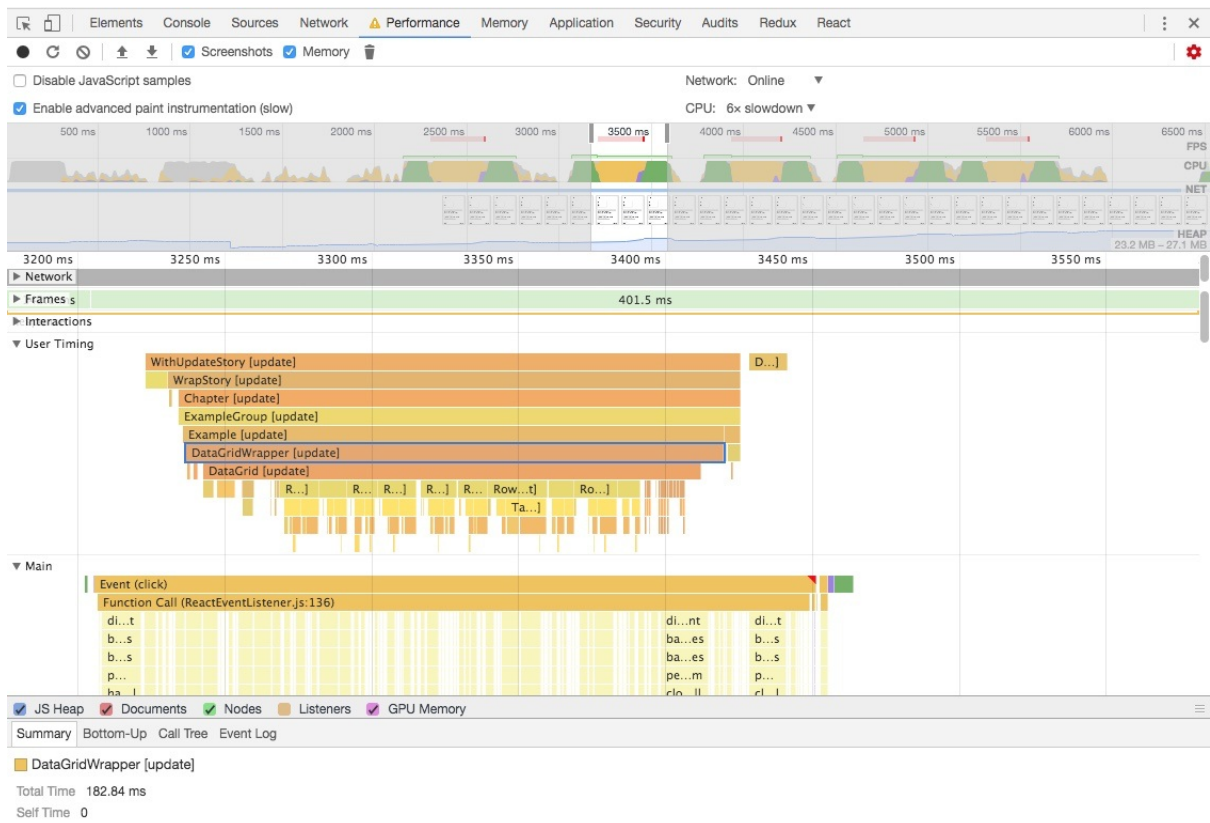 Elements Console Sources Network Performance Memory Application Security Audits Redux React
Screenshots Memory
Disable JavaScript samples Network: Online
Enable advanced paint instrumentation (slow) CPU: 6× slowdown
500 ms 1000 ms 1500 ms 2000 ms 2500 ms 3000 ms 3500 ms 4000 ms 4500 ms 5000 ms 5500 ms 6000 ms 6500 ms
FPS
CPU
NET
HEAP
23.2 MB – 27.1 MB
3200 ms 3250 ms 3300 ms 3350 ms 3400 ms 3450 ms 3500 ms 3550 ms
Network
Frames s 401.5 ms
Interactions
User Timing
WithUpdateStory [update] D...]
WrapStory [update]
Chapter [update]
ExampleGroup [update]
Example [update]
DataGridWrapper [update]
DataGrid [update]
R...] R... R...] R...] R... Row...t] Ro...]
Ta...]
Main
Event (click)
Function Call (ReactEventListener.js:136)
di...t di...nt di...t
b...s ba...es b...s
b...s ba...es b...s
p... pe...m p...
JS Heap Documents Nodes Listeners GPU Memory
Summary Bottom-Up Call Tree Event Log
DataGridWrapper [update]
Total Time 182.84 ms
Self Time 0